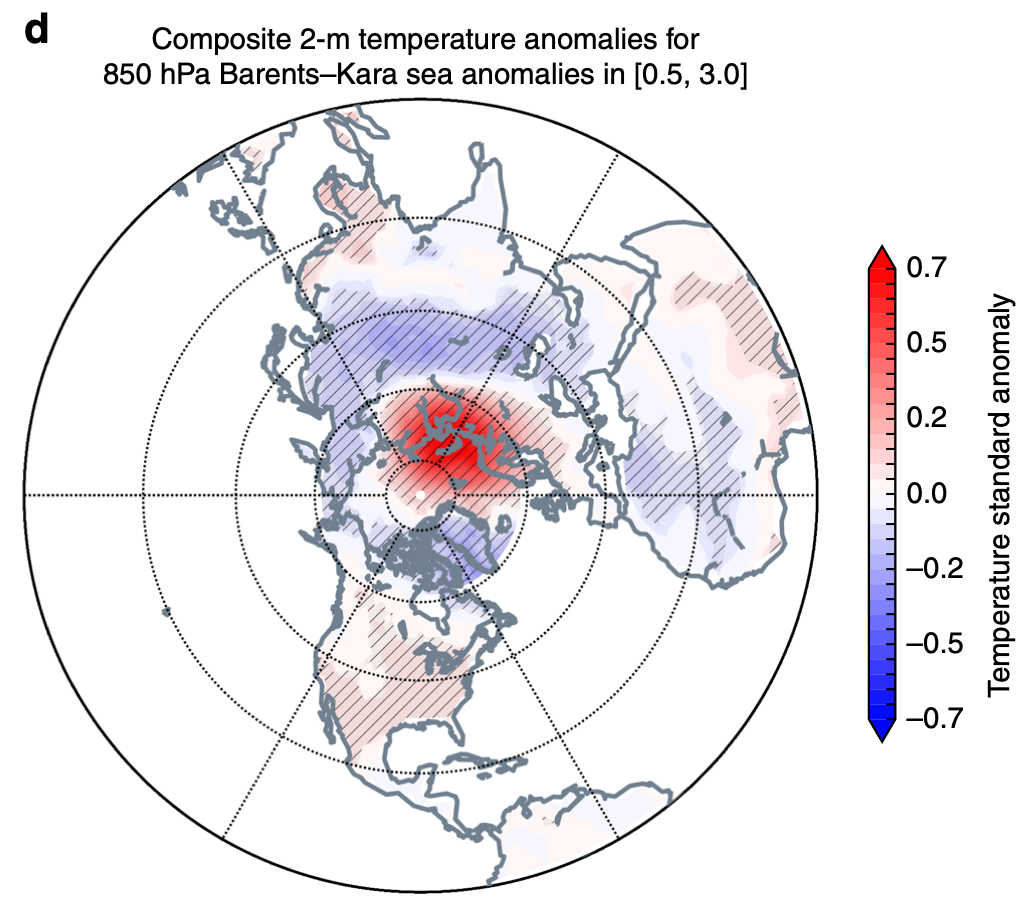 d
Composite 2-m temperature anomalies for
850 hPa Barents–Kara sea anomalies in [0.5, 3.0]
0.7
0.5
0.2
0.0
–0.2
–0.5
–0.7
Temperature standard anomaly